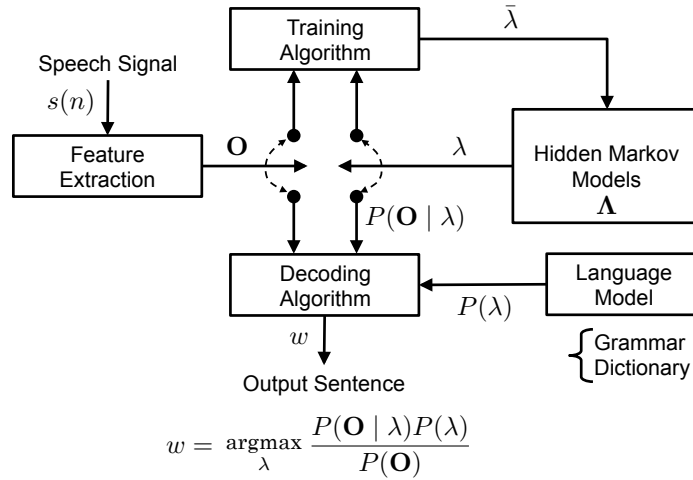 Training
Algorithm
λ̄
Speech Signal
s(n)
Feature
Extraction
O
λ
Hidden Markov
Models
Λ
P(O | λ)
Decoding
Algorithm
P(λ)
Language
Model
w
Grammar
Dictionary
Output Sentence
w = argmax_λ P(O | λ)P(λ) / P(O)